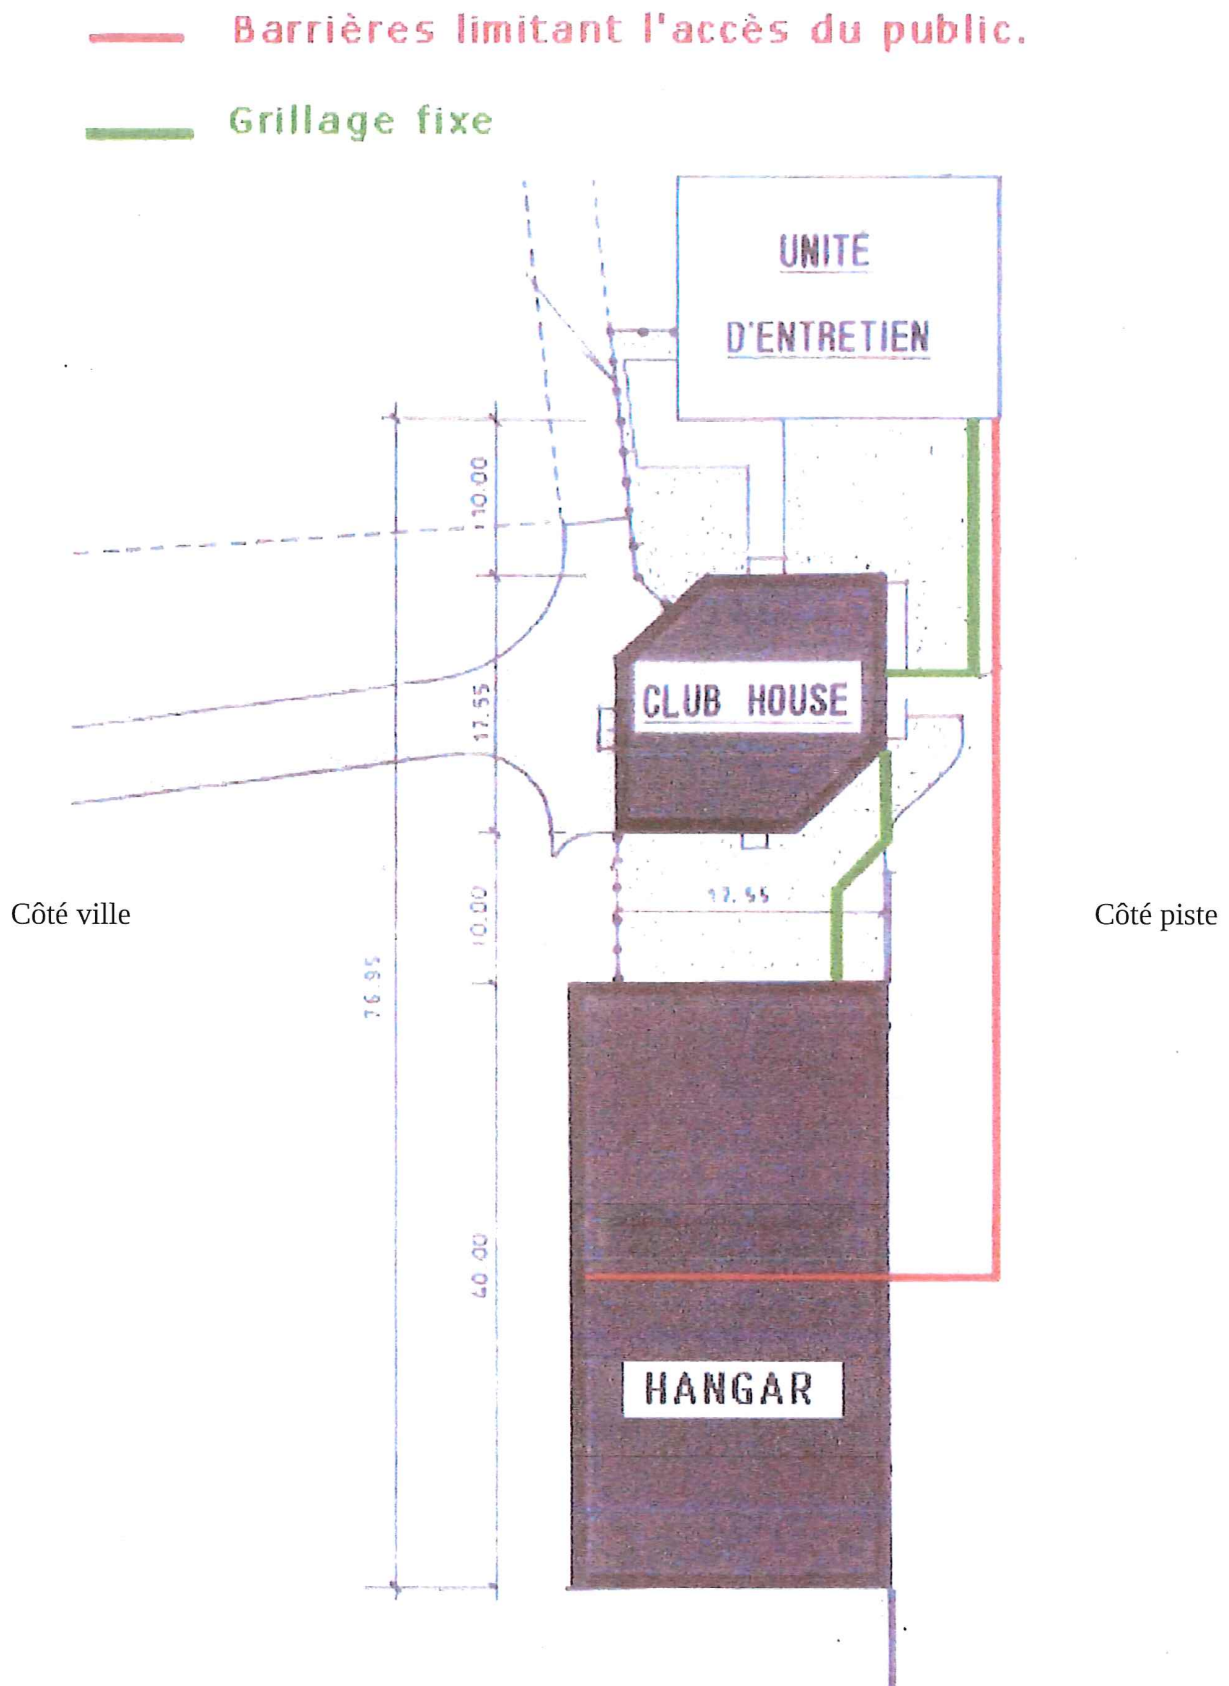 Barrières limitant l'accès du public.
Grillage fixe
UNITÉ
D'ENTRETIEN
10.00
CLUB HOUSE
17.55
17.55
Côté ville
Côté piste
10.00
76.95
40 00
HANGAR